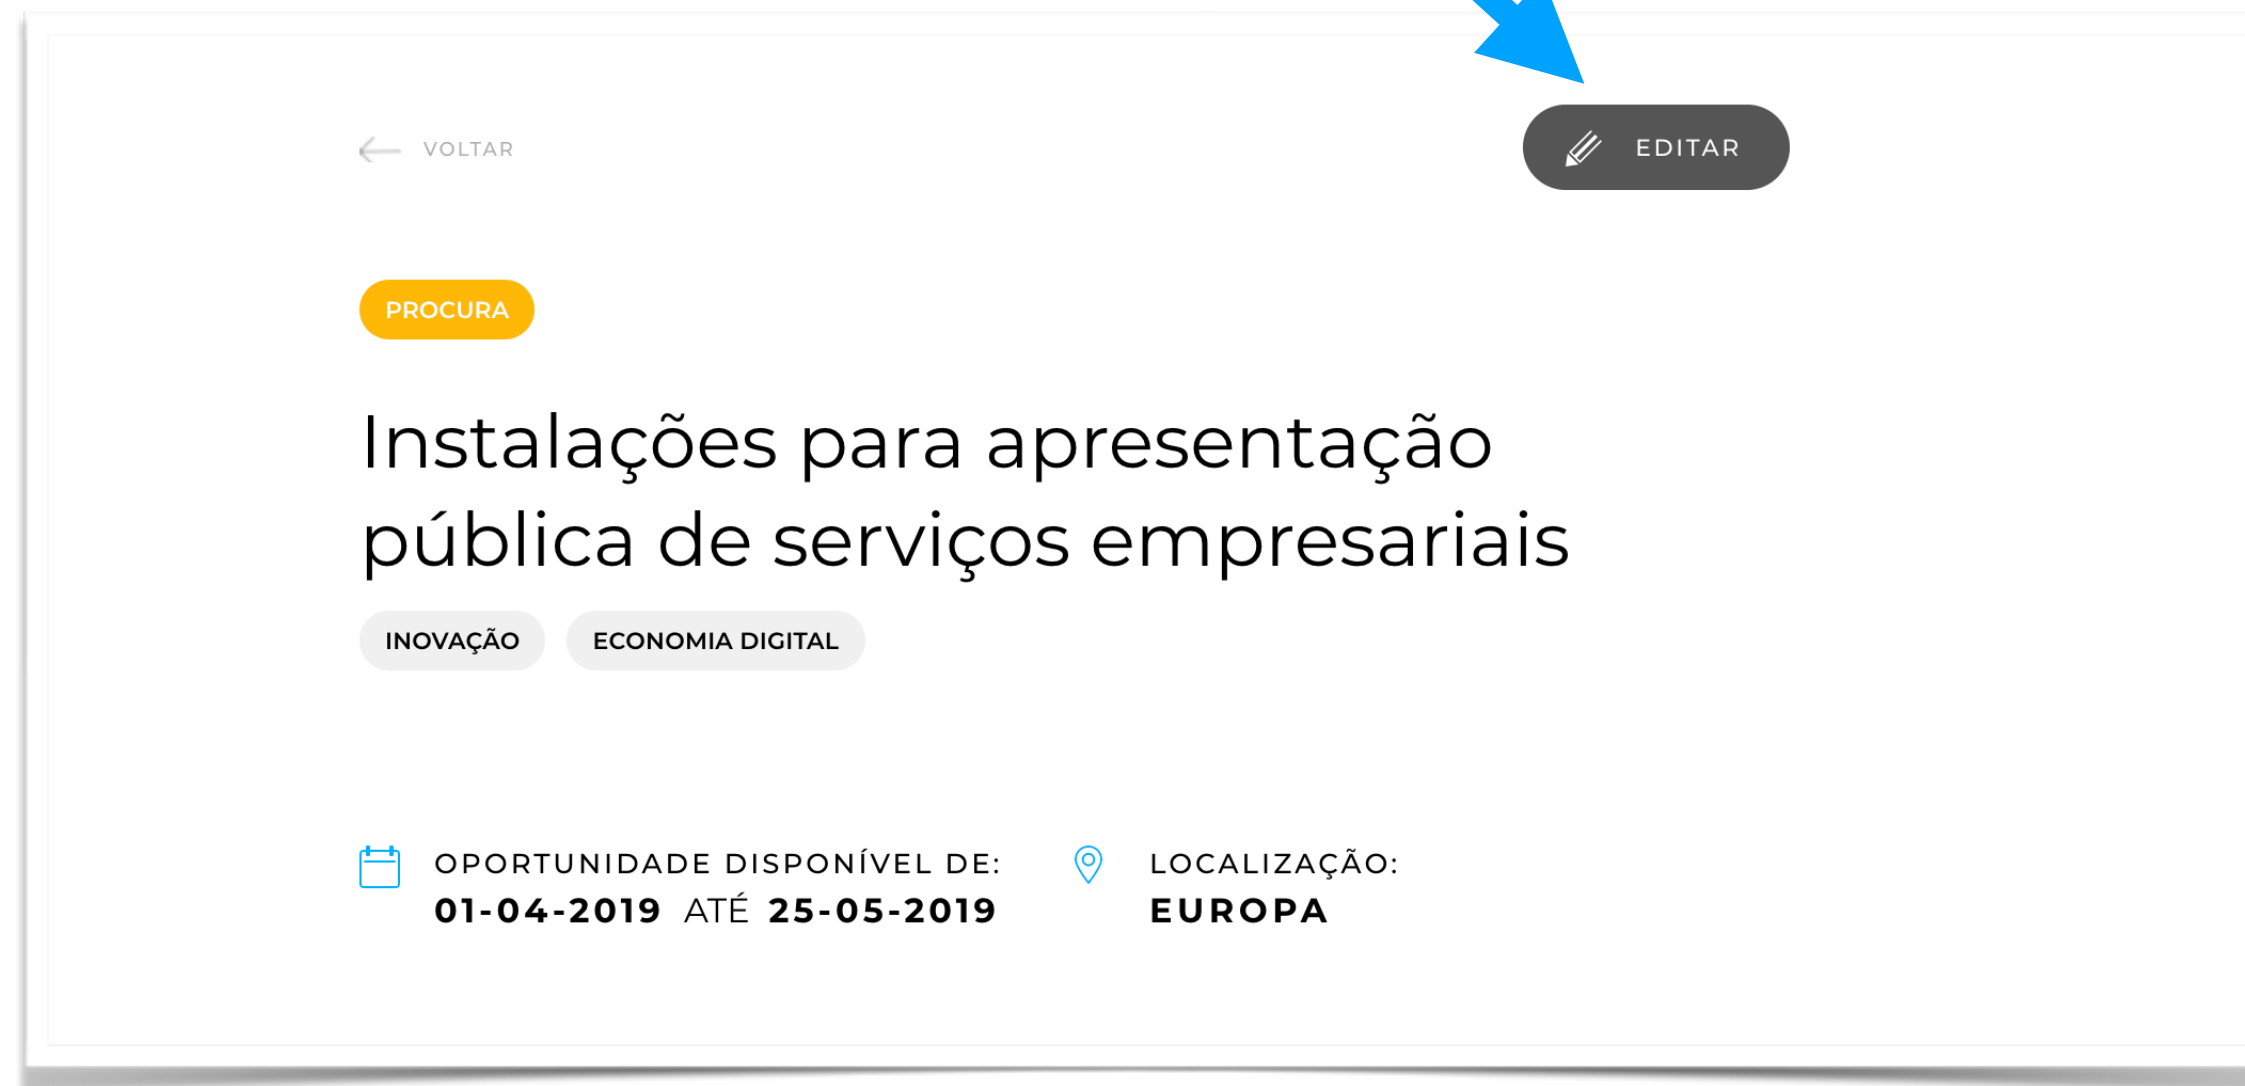 VOLTAR
EDITAR
PROCURA
Instalações para apresentação
pública de serviços empresariais
INOVAÇÃO ECONOMIA DIGITAL
OPORTUNIDADE DISPONÍVEL DE:
01-04-2019 ATÉ 25-05-2019
LOCALIZAÇÃO:
EUROPA